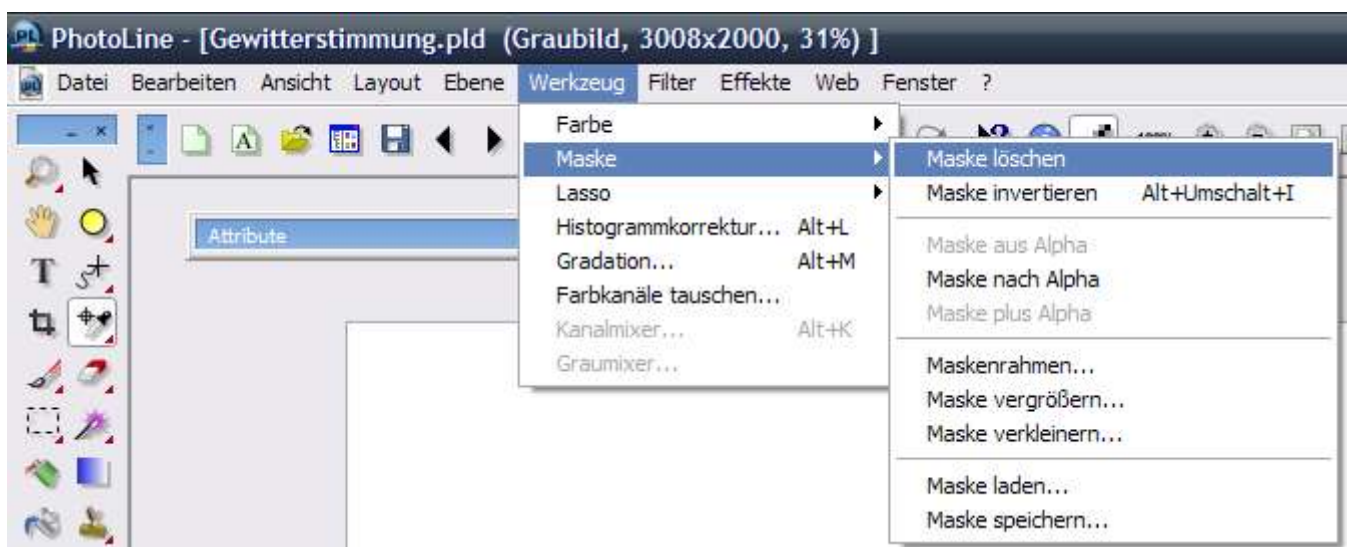 PhotoLine - [Gewitterstimmung.pld (Graubild, 3008x2000, 31%) ]
Datei Bearbeiten Ansicht Layout Ebene Werkzeug Filter Effekte Web Fenster ?
Attribute
Farbe
Maske
Lasso
Histogrammkorrektur... Alt+L
Gradation... Alt+M
Farbkanäle tauschen...
Kanalmixer... Alt+K
Graumixer...
Maske löschen
Maske invertieren Alt+Umschalt+I
Maske aus Alpha
Maske nach Alpha
Maske plus Alpha
Maskenrahmen...
Maske vergrößern...
Maske verkleinern...
Maske laden...
Maske speichern...